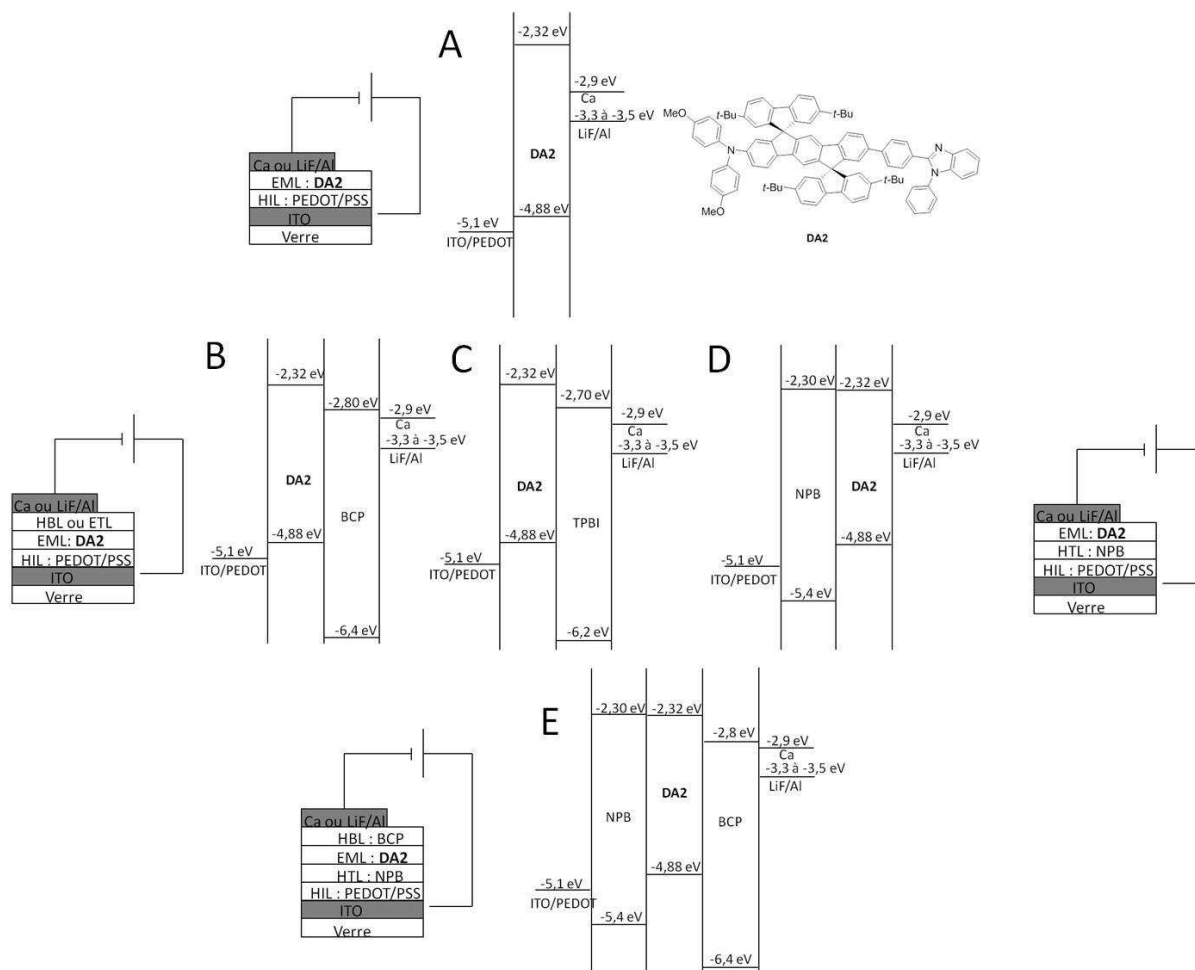 A
-2,32 eV
-2,9 eV
Ca
-3,3 à -3,5 eV
LiF/Al
DA2
-4,88 eV
-5,1 eV
ITO/PEDOT
Ca ou LiF/Al
EML : DA2
HIL : PEDOT/PSS
ITO
Verre
MeO
N
MeO
t-Bu
t-Bu
t-Bu
t-Bu
N
N
DA2
B
-2,32 eV
-2,80 eV
-2,9 eV
Ca
-3,3 à -3,5 eV
LiF/Al
DA2
BCP
-4,88 eV
-5,1 eV
ITO/PEDOT
-6,4 eV
Ca ou LiF/Al
HBL ou ETL
EML: DA2
HIL : PEDOT/PSS
ITO
Verre
C
-2,32 eV
-2,70 eV
-2,9 eV
Ca
-3,3 à -3,5 eV
LiF/Al
DA2
TPBI
-4,88 eV
-5,1 eV
ITO/PEDOT
-6,2 eV
D
-2,30 eV
-2,32 eV
-2,9 eV
Ca
-3,3 à -3,5 eV
LiF/Al
NPB
DA2
-4,88 eV
-5,1 eV
ITO/PEDOT
-5,4 eV
Ca ou LiF/Al
EML: DA2
HTL : NPB
HIL : PEDOT/PSS
ITO
Verre
E
-2,30 eV
-2,32 eV
-2,8 eV
-2,9 eV
Ca
-3,3 à -3,5 eV
LiF/Al
NPB
DA2
BCP
-4,88 eV
-5,1 eV
ITO/PEDOT
-5,4 eV
-6,4 eV
Ca ou LiF/Al
HBL : BCP
EML : DA2
HTL : NPB
HIL : PEDOT/PSS
ITO
Verre